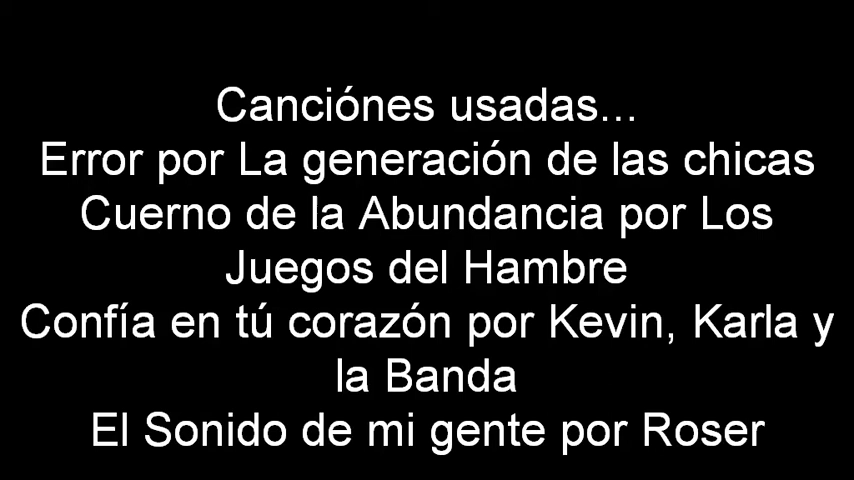 Canciónes usadas...
Error por La generación de las chicas
Cuerno de la Abundancia por Los
Juegos del Hambre
Confía en tú corazón por Kevin, Karla y
la Banda
El Sonido de mi gente por Roser